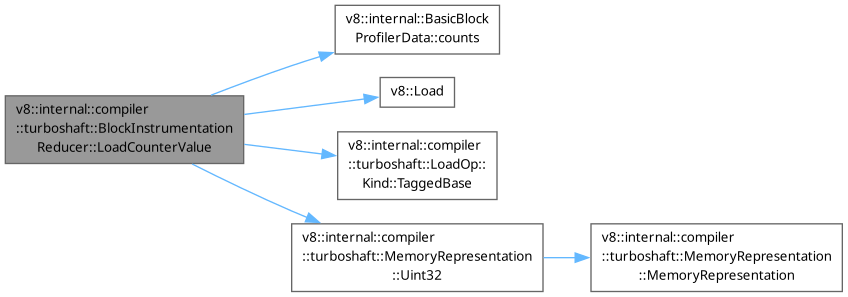 v8::internal::BasicBlock
ProfilerData::counts
v8::internal::compiler
::turboshaft::BlockInstrumentation
Reducer::LoadCounterValue
v8::Load
v8::internal::compiler
::turboshaft::LoadOp::
Kind::TaggedBase
v8::internal::compiler
::turboshaft::MemoryRepresentation
::Uint32
v8::internal::compiler
::turboshaft::MemoryRepresentation
::MemoryRepresentation